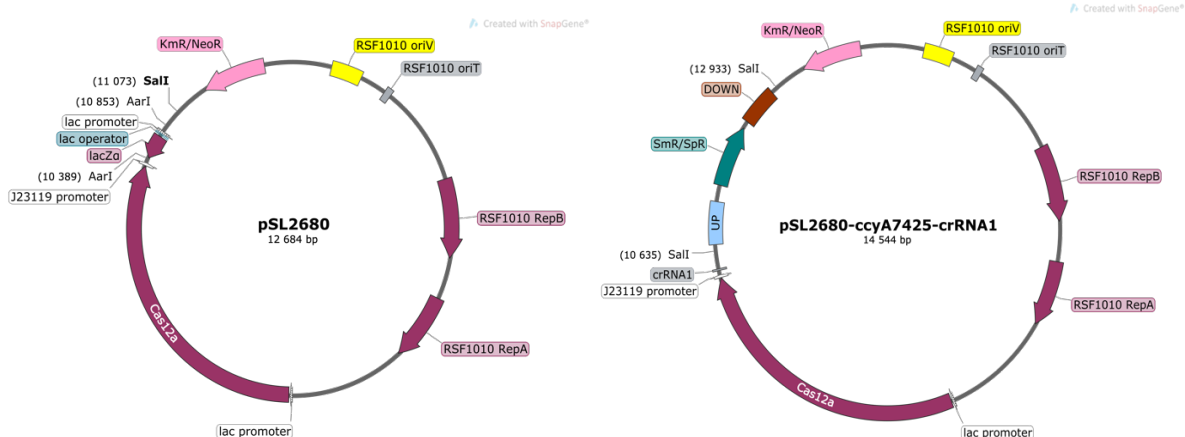 Created with SnapGene®
KmR/NeoR
RSF1010 oriV
RSF1010 oriT
(11 073) SalI
(10 853) AarI
lac promoter
lac operator
lacZα
(10 389) AarI
J23119 promoter
pSL2680
12 684 bp
RSF1010 RepB
RSF1010 RepA
Cas12a
lac promoter
Created with SnapGene®
KmR/NeoR
RSF1010 oriV
RSF1010 oriT
(12 933) SalI
DOWN
SmR/SpR
UP
(10 635) SalI
crRNA1
J23119 promoter
pSL2680-ccyA7425-crRNA1
14 544 bp
RSF1010 RepB
RSF1010 RepA
Cas12a
lac promoter